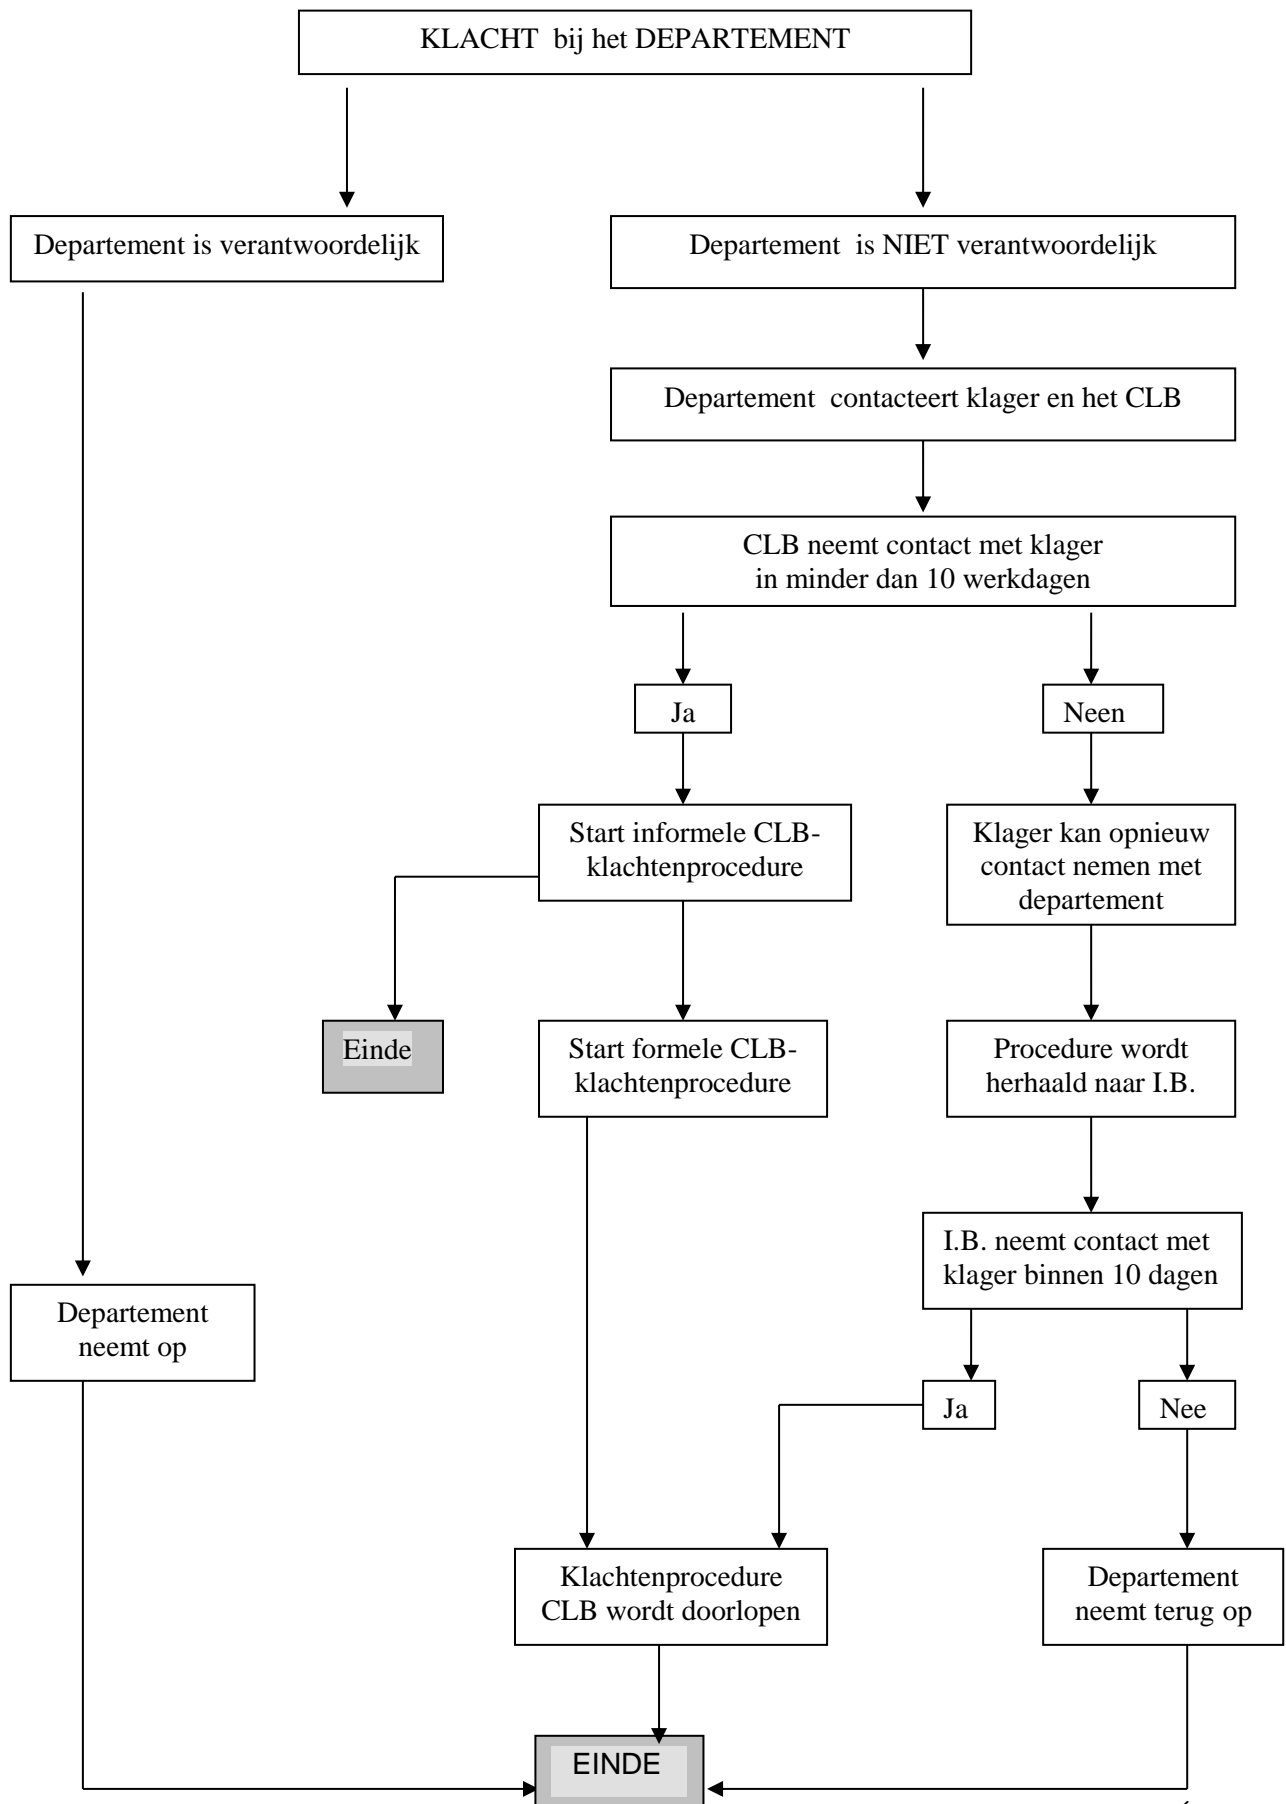 KLACHT bij het DEPARTEMENT
Departement is verantwoordelijk
Departement is NIET verantwoordelijk
Departement contacteert klager en het CLB
CLB neemt contact met klager
in minder dan 10 werkdagen
Ja
Neen
Start informele CLB-
klachtenprocedure
Klager kan opnieuw
contact nemen met
departement
Einde
Start formele CLB-
klachtenprocedure
Procedure wordt
herhaald naar I.B.
I.B. neemt contact met
klager binnen 10 dagen
Departement
neemt op
Ja
Nee
Klachtenprocedure
CLB wordt doorlopen
Departement
neemt terug op
EINDE